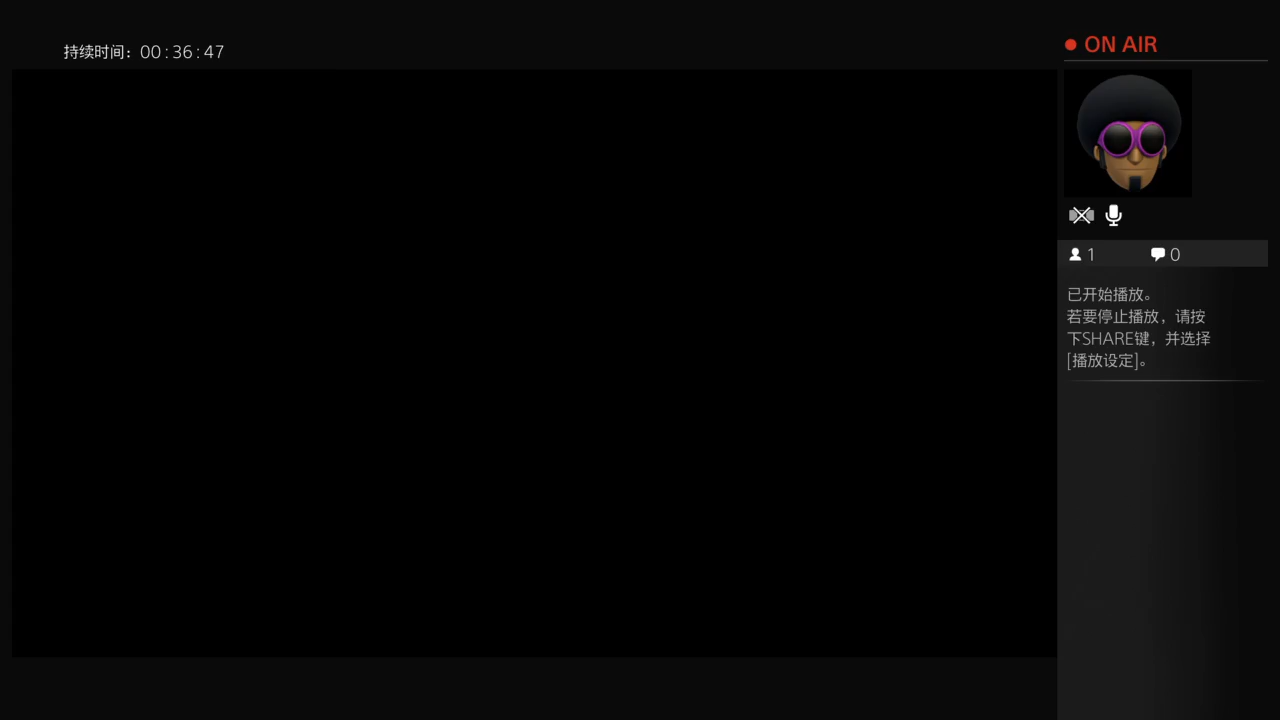 持续时间：00:36:47
ON AIR
1
0
已开始播放。
若要停止播放，请按
下SHARE键，并选择
[播放设定]。